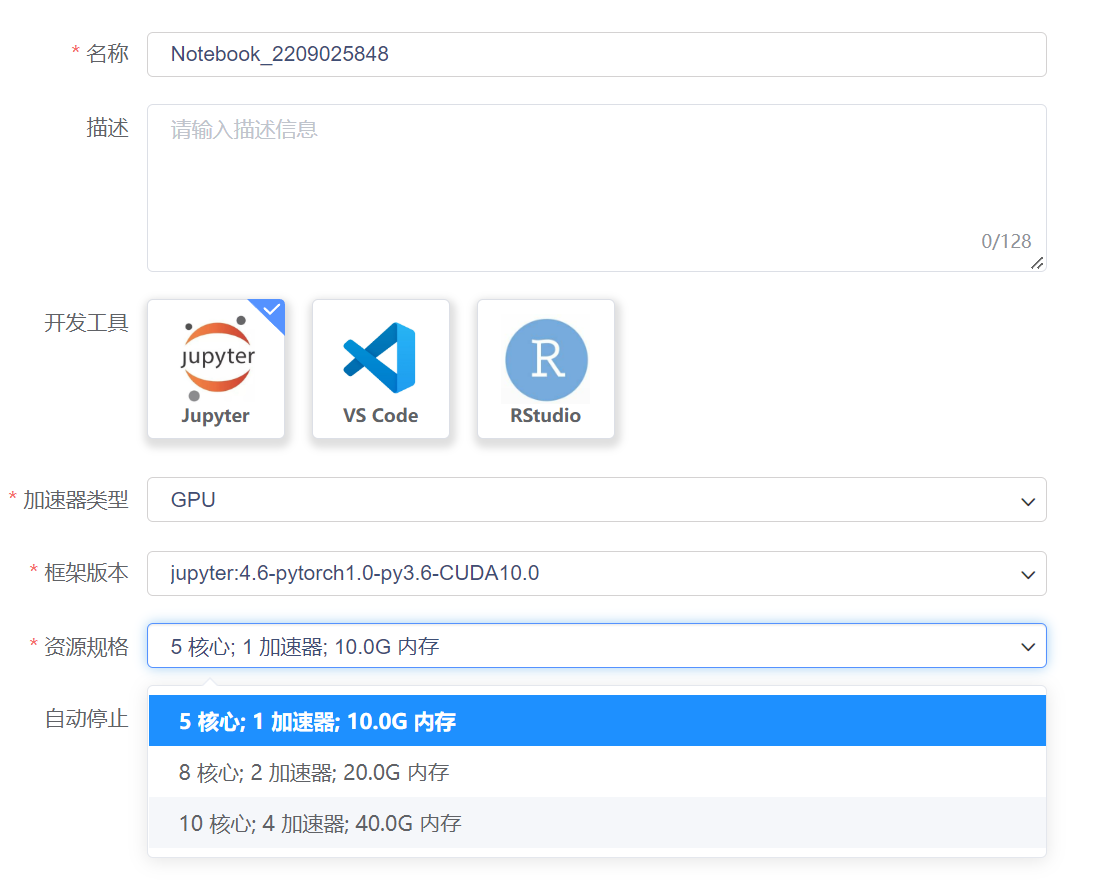 * 名称
Notebook_2209025848
描述
请输入描述信息
0/128
开发工具
jupyter
Jupyter
VS Code
R
RStudio
* 加速器类型
GPU
* 框架版本
jupyter:4.6-pytorch1.0-py3.6-CUDA10.0
* 资源规格
5 核心; 1 加速器; 10.0G 内存
自动停止
5 核心; 1 加速器; 10.0G 内存
8 核心; 2 加速器; 20.0G 内存
10 核心; 4 加速器; 40.0G 内存